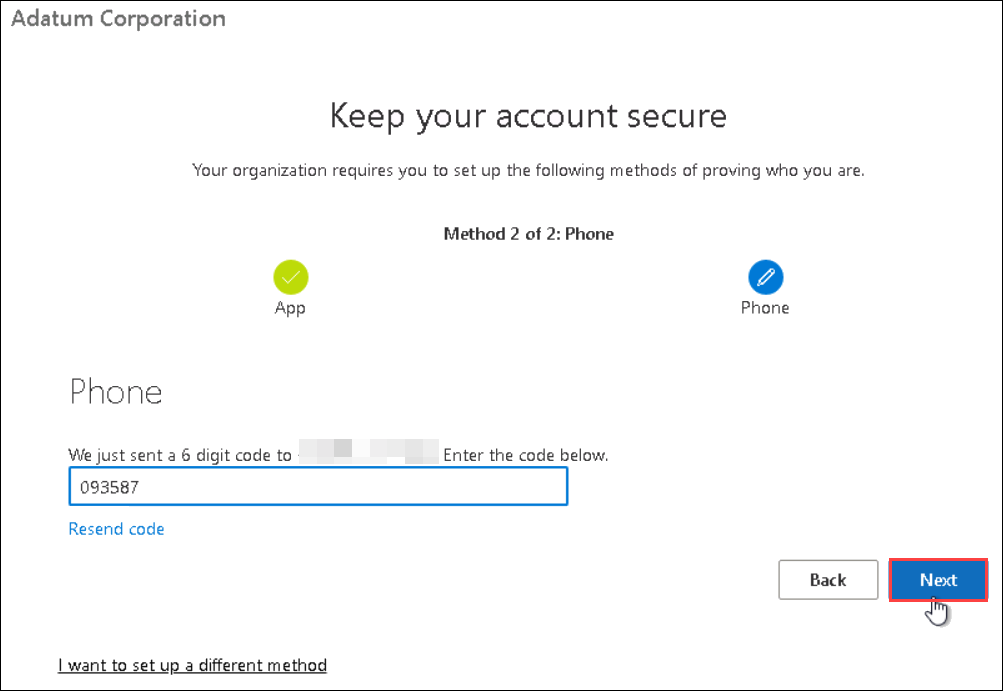 Adatum Corporation
Keep your account secure
Your organization requires you to set up the following methods of proving who you are.
Method 2 of 2: Phone
App
Phone
Phone
We just sent a 6 digit code to Enter the code below.
093587
Resend code
Back
Next
I want to set up a different method